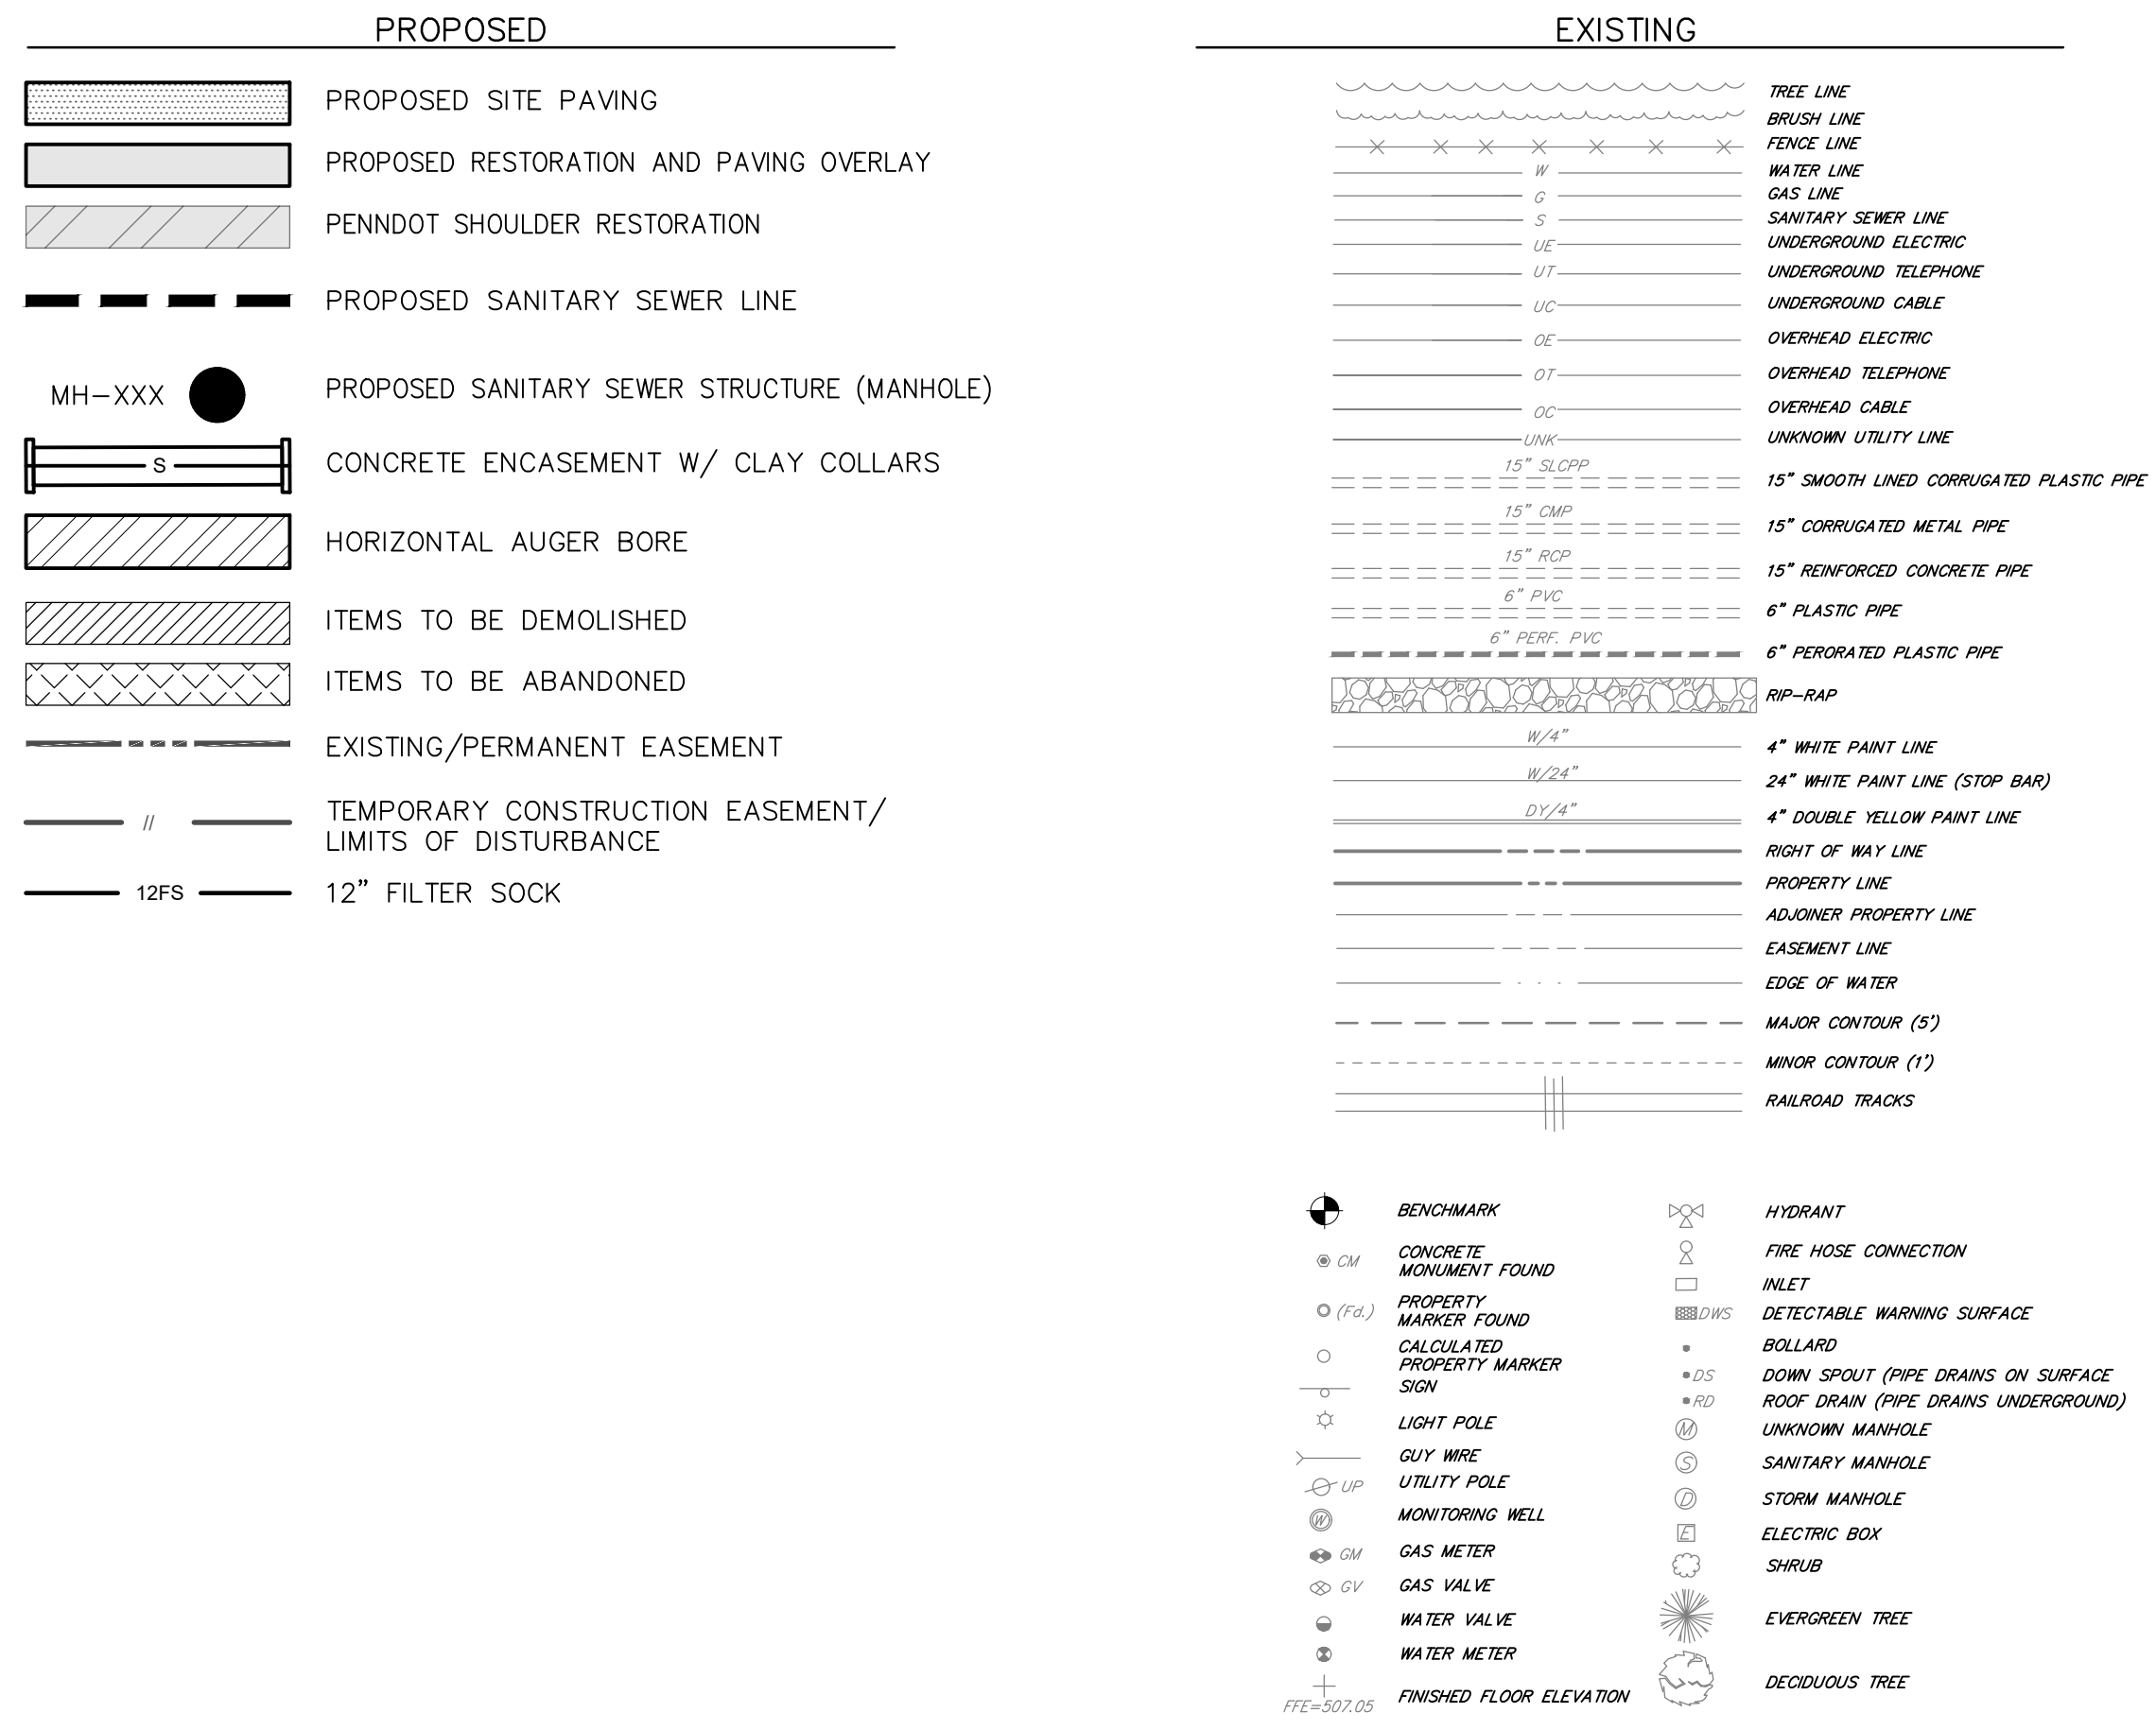 PROPOSED
PROPOSED SITE PAVING
PROPOSED RESTORATION AND PAVING OVERLAY
PENNDOT SHOULDER RESTORATION
PROPOSED SANITARY SEWER LINE
MH-XXX PROPOSED SANITARY SEWER STRUCTURE (MANHOLE)
S CONCRETE ENCASEMENT W/ CLAY COLLARS
HORIZONTAL AUGER BORE
ITEMS TO BE DEMOLISHED
ITEMS TO BE ABANDONED
EXISTING/PERMANENT EASEMENT
// TEMPORARY CONSTRUCTION EASEMENT/
LIMITS OF DISTURBANCE
12FS 12" FILTER SOCK
EXISTING
TREE LINE
BRUSH LINE
FENCE LINE
W WATER LINE
G GAS LINE
S SANITARY SEWER LINE
UE UNDERGROUND ELECTRIC
UT UNDERGROUND TELEPHONE
UC UNDERGROUND CABLE
OE OVERHEAD ELECTRIC
OT OVERHEAD TELEPHONE
OC OVERHEAD CABLE
UNK UNKNOWN UTILITY LINE
15" SLCPP
15" SMOOTH LINED CORRUGATED PLASTIC PIPE
15" CMP
15" CORRUGATED METAL PIPE
15" RCP
15" REINFORCED CONCRETE PIPE
6" PVC
6" PLASTIC PIPE
6" PERF. PVC
6" PERORATED PLASTIC PIPE
RIP-RAP
W/4"
4" WHITE PAINT LINE
W/24"
24" WHITE PAINT LINE (STOP BAR)
DY/4"
4" DOUBLE YELLOW PAINT LINE
RIGHT OF WAY LINE
PROPERTY LINE
ADJOINER PROPERTY LINE
EASEMENT LINE
EDGE OF WATER
MAJOR CONTOUR (5')
MINOR CONTOUR (1')
RAILROAD TRACKS
BENCHMARK
CM CONCRETE
MONUMENT FOUND
(Fd.) PROPERTY
MARKER FOUND
CALCULATED
PROPERTY MARKER
SIGN
LIGHT POLE
GUY WIRE
UP UTILITY POLE
W MONITORING WELL
GM GAS METER
GV GAS VALVE
WATER VALVE
WATER METER
FINISHED FLOOR ELEVATION
FFE=507.05
HYDRANT
FIRE HOSE CONNECTION
INLET
DWS DETECTABLE WARNING SURFACE
BOLLARD
DS DOWN SPOUT (PIPE DRAINS ON SURFACE
RD ROOF DRAIN (PIPE DRAINS UNDERGROUND)
M UNKNOWN MANHOLE
S SANITARY MANHOLE
D STORM MANHOLE
E ELECTRIC BOX
SHRUB
EVERGREEN TREE
DECIDUOUS TREE